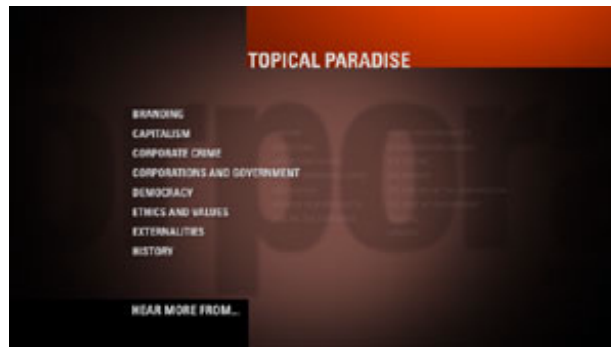 TOPICAL PARADISE
BRANDING
CAPITALISM
CORPORATE CRIME
CORPORATIONS AND GOVERNMENT
DEMOCRACY
ETHICS AND VALUES
EXTERNALITIES
HISTORY
HEAR MORE FROM...